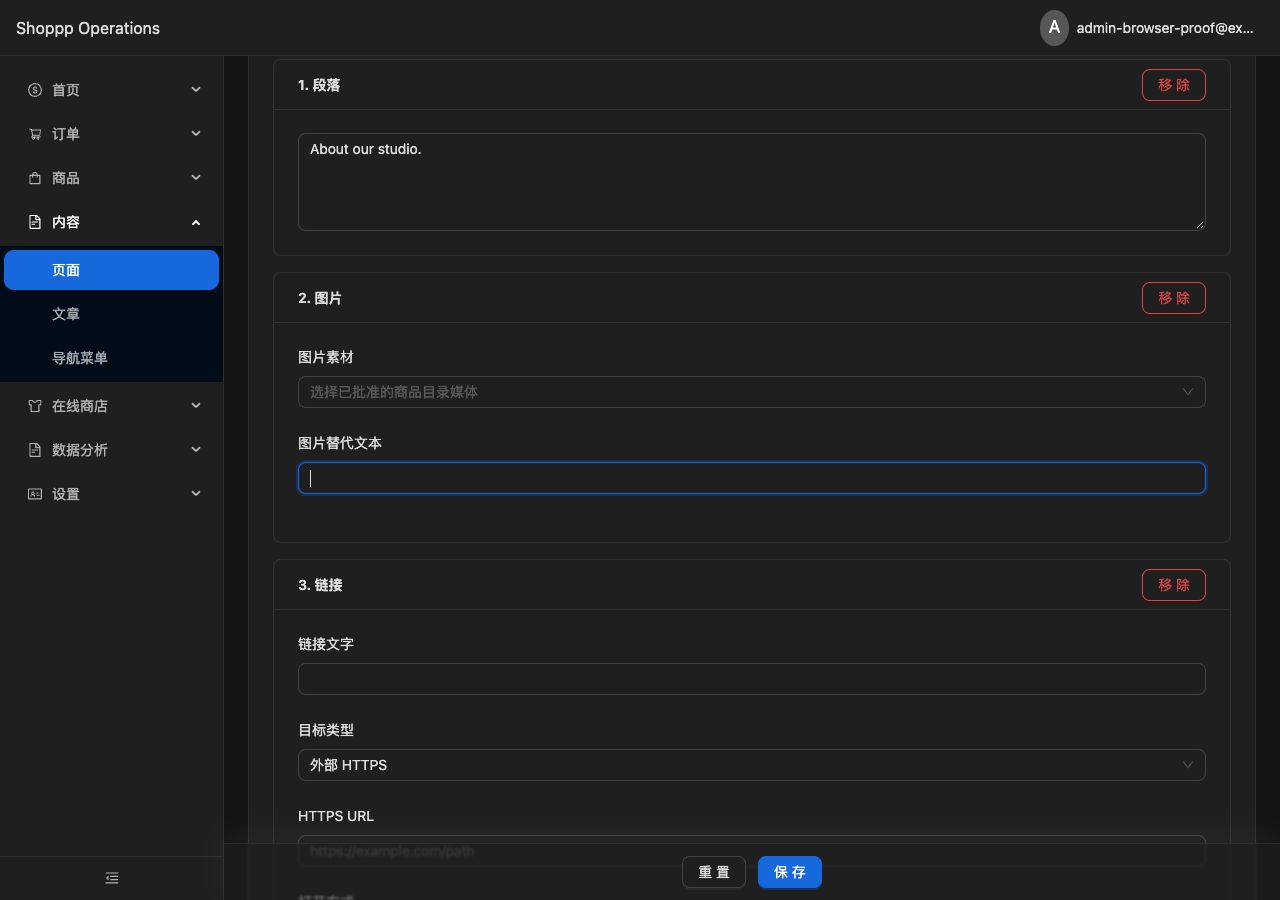 Shoppp Operations
A
admin-browser-proof@ex...
首页
订单
商品
内容
页面
文章
导航菜单
在线商店
数据分析
设置
1. 段落
移 除
About our studio.
2. 图片
移 除
图片素材
选择已批准的商品目录媒体
图片替代文本
3. 链接
移 除
链接文字
目标类型
外部 HTTPS
HTTPS URL
https://example.com/path
打开方式
重 置
保 存